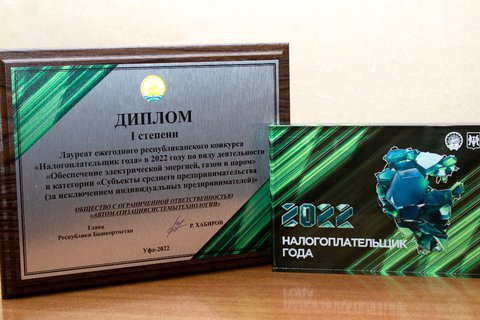 ДИПЛОМ
I степени
Лауреат ежегодного республиканского конкурса
«Налогоплательщик года» в 2022 году по виду деятельности
«Обеспечение электрической энергией, газом и паром»
в категории «Субъекты среднего предпринимательства
(за исключением индивидуальных предпринимателей)»
ОБЩЕСТВО С ОГРАНИЧЕННОЙ ОТВЕТСТВЕННОСТЬЮ
«АВТОМАТИЗАЦИЯСИСТЕМЫТЕХНОЛОГИИ»
Глава
Республики Башкортостан
Р. ХАБИРОВ
Уфа-2022
2022
НАЛОГОПЛАТЕЛЬЩИК
ГОДА